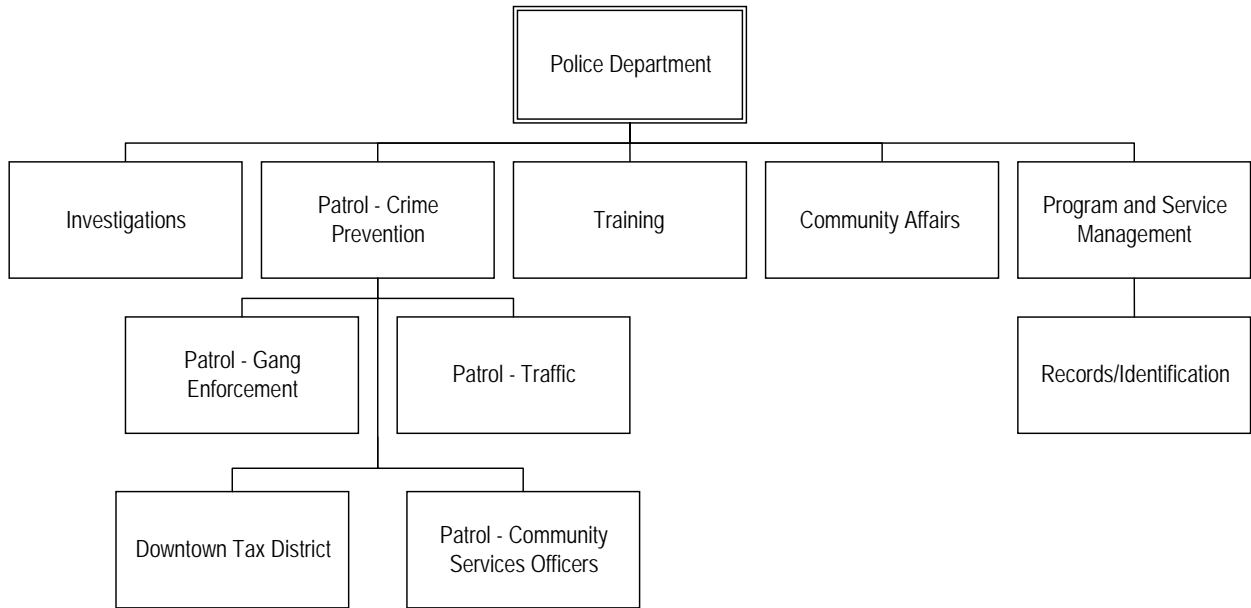 Police Department
Investigations
Patrol - Crime
Prevention
Training
Community Affairs
Program and Service
Management
Patrol - Gang
Enforcement
Patrol - Traffic
Records/Identification
Downtown Tax District
Patrol - Community
Services Officers